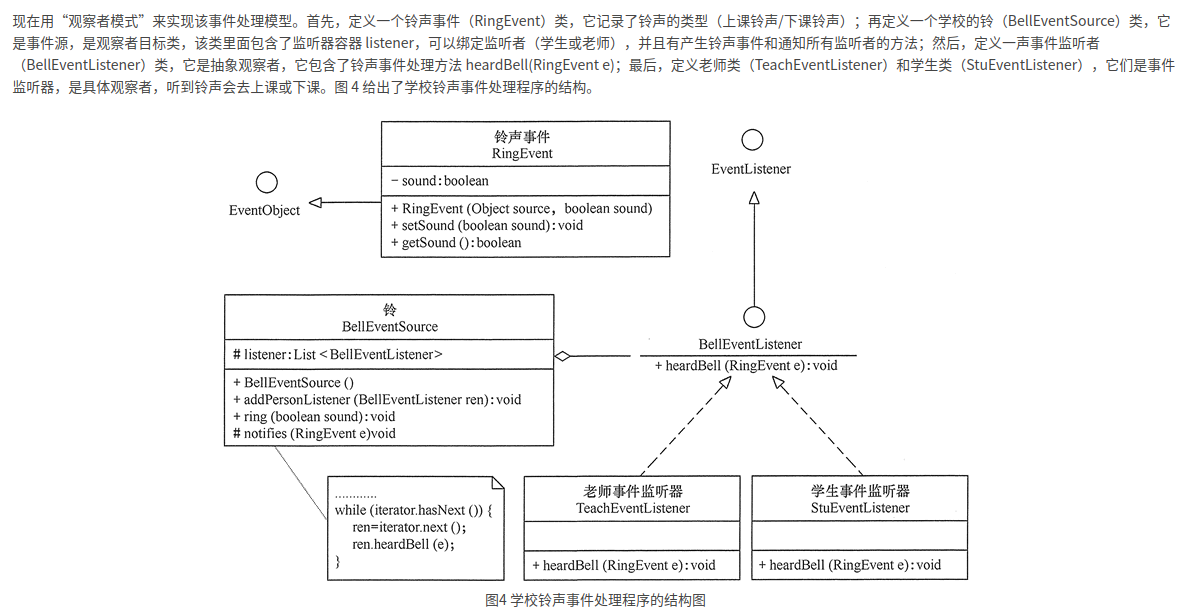 现在用“观察者模式”来实现该事件处理模型。首先，定义一个铃声事件（RingEvent）类，它记录了铃声的类型（上课铃声/下课铃声）；再定义一个学校的铃（BellEventSource）类，它
是事件源，是观察者目标类，该类里面包含了监听器容器 listener，可以绑定监听者（学生或老师），并且有产生铃声事件和通知所有监听者的方法；然后，定义一声事件监听者
（BellEventListener）类，它是抽象观察者，它包含了铃声事件处理方法 heardBell(RingEvent e)；最后，定义老师类（TeachEventListener）和学生类（StuEventListener），它们是事件
监听器，是具体观察者，听到铃声会去上课或下课。图 4 给出了学校铃声事件处理程序的结构。
铃声事件
RingEvent
− sound:boolean
+ RingEvent (Object source，boolean sound)
+ setSound (boolean sound):void
+ getSound ():boolean
EventObject
EventListener
铃
BellEventSource
# listener:List <BellEventListener>
+ BellEventSource ()
+ addPersonListener (BellEventListener ren):void
+ ring (boolean sound):void
# notifies (RingEvent e)void
BellEventListener
+ heardBell (RingEvent e):void
…………
while (iterator.hasNext ()) {
ren=iterator.next ();
ren.heardBell (e);
}
老师事件监听器
TeachEventListener
+ heardBell (RingEvent e):void
学生事件监听器
StuEventListener
+ heardBell (RingEvent e):void
图4 学校铃声事件处理程序的结构图